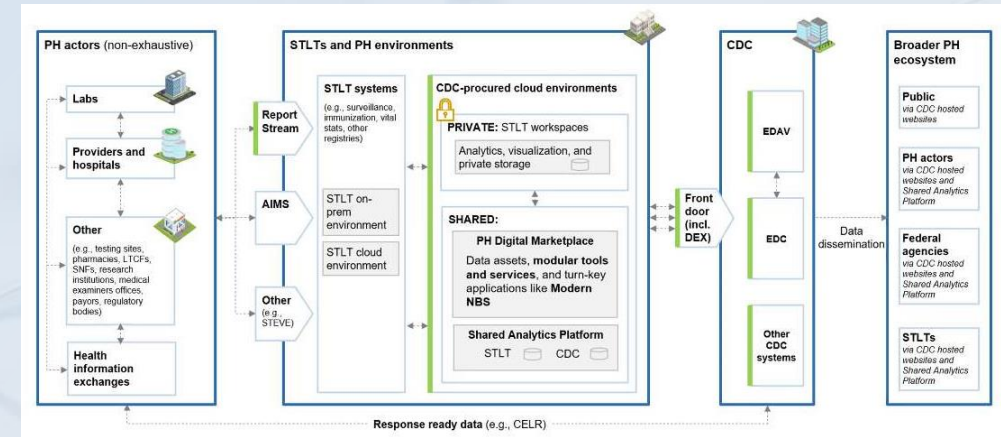 PH actors (non-exhaustive)
Labs
Providers and
hospitals
Other
(e.g., testing sites,
pharmacies, LTCFs,
SNFs, research
institutions, medical
examiners offices,
payors, regulatory
bodies)
Health
information
exchanges
STLTs and PH environments
Report
Stream
AIMS
Other
(e.g.,
STEVE)
STLT systems
(e.g., surveillance,
immunization, vital
stats, other
registries)
STLT on-
prem
environment
STLT cloud
environment
CDC-procured cloud environments
PRIVATE: STLT workspaces
Analytics, visualization, and
private storage
SHARED:
PH Digital Marketplace
Data assets, modular tools
and services, and turn-key
applications like Modern
NBS
Shared Analytics Platform
STLT CDC
Front
door
(incl.
DEX)
CDC
EDAV
EDC
Other
CDC
systems
Data
dissemination
Broader PH
ecosystem
Public
via CDC hosted
websites
PH actors
via CDC hosted
websites and
Shared Analytics
Platform
Federal
agencies
via CDC hosted
websites and
Shared Analytics
Platform
STLTs
via CDC hosted
websites and
Shared Analytics
Platform
Response ready data (e.g., CELR)